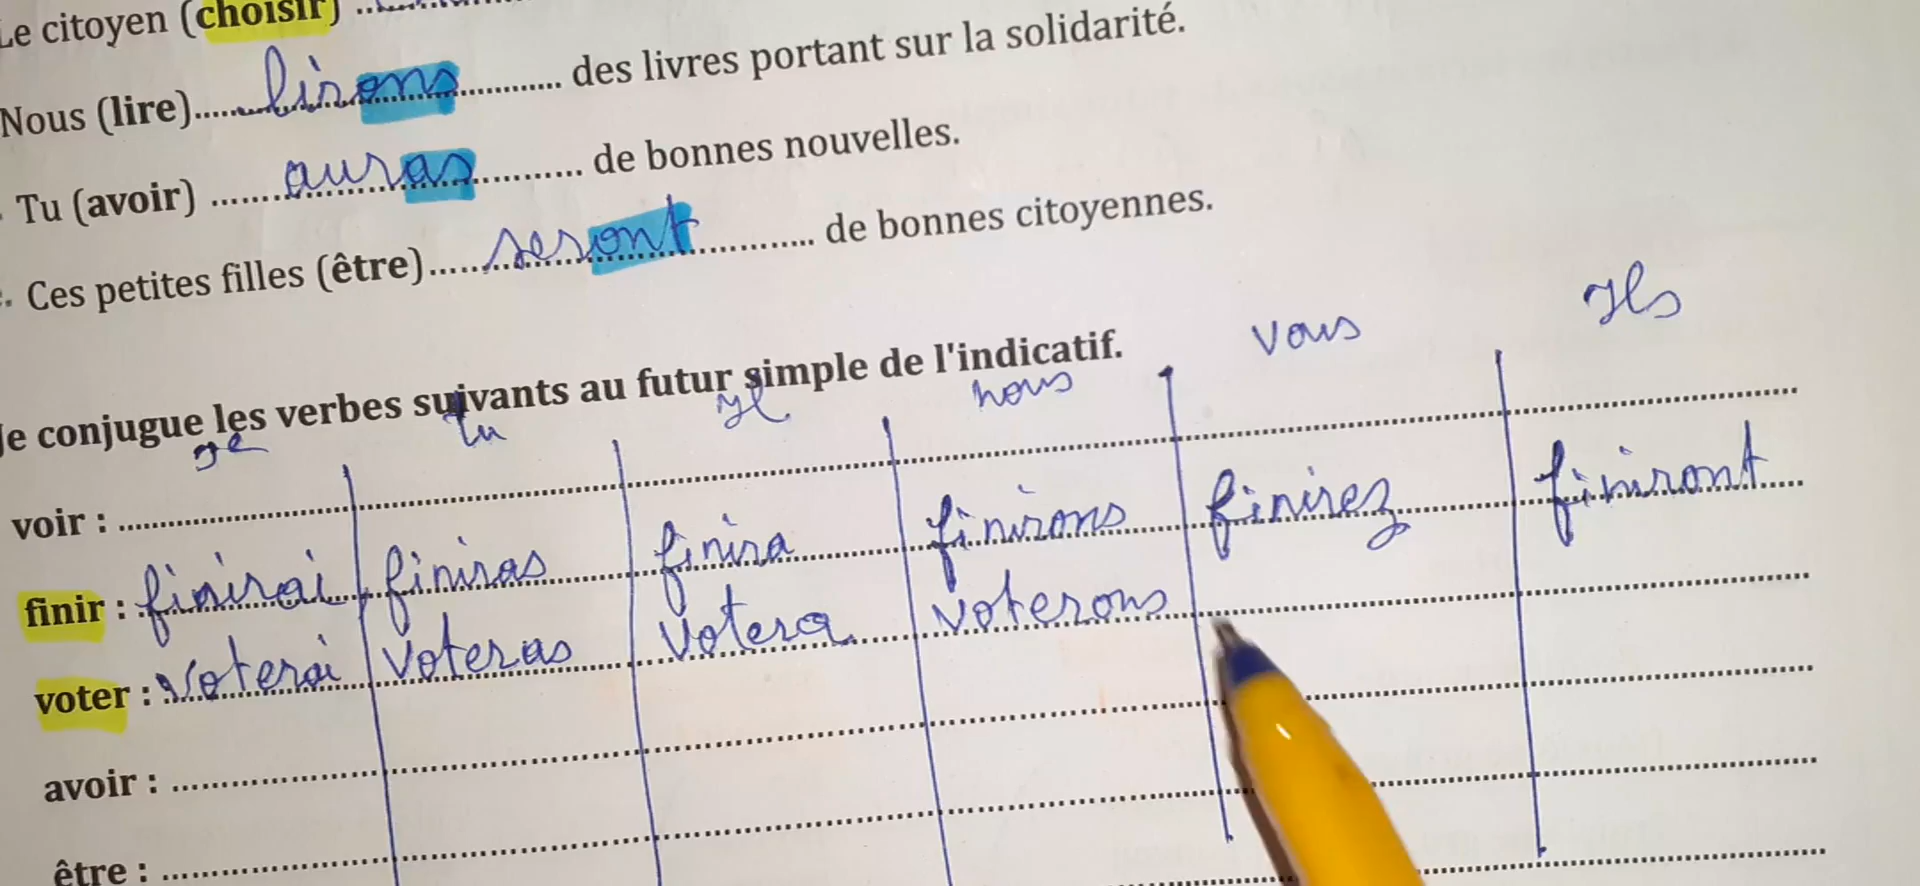 Le citoyen (choisir)
Nous (lire) lirons des livres portant sur la solidarité.
Tu (avoir) auras de bonnes nouvelles.
. Ces petites filles (être) seront de bonnes citoyennes.
Je conjugue les verbes suivants au futur simple de l'indicatif.
je tu il nous vous Ils
voir :
finir : finirai finiras finira finirons finirez finiront
voter : voterai voteras votera voterons
avoir :
être :